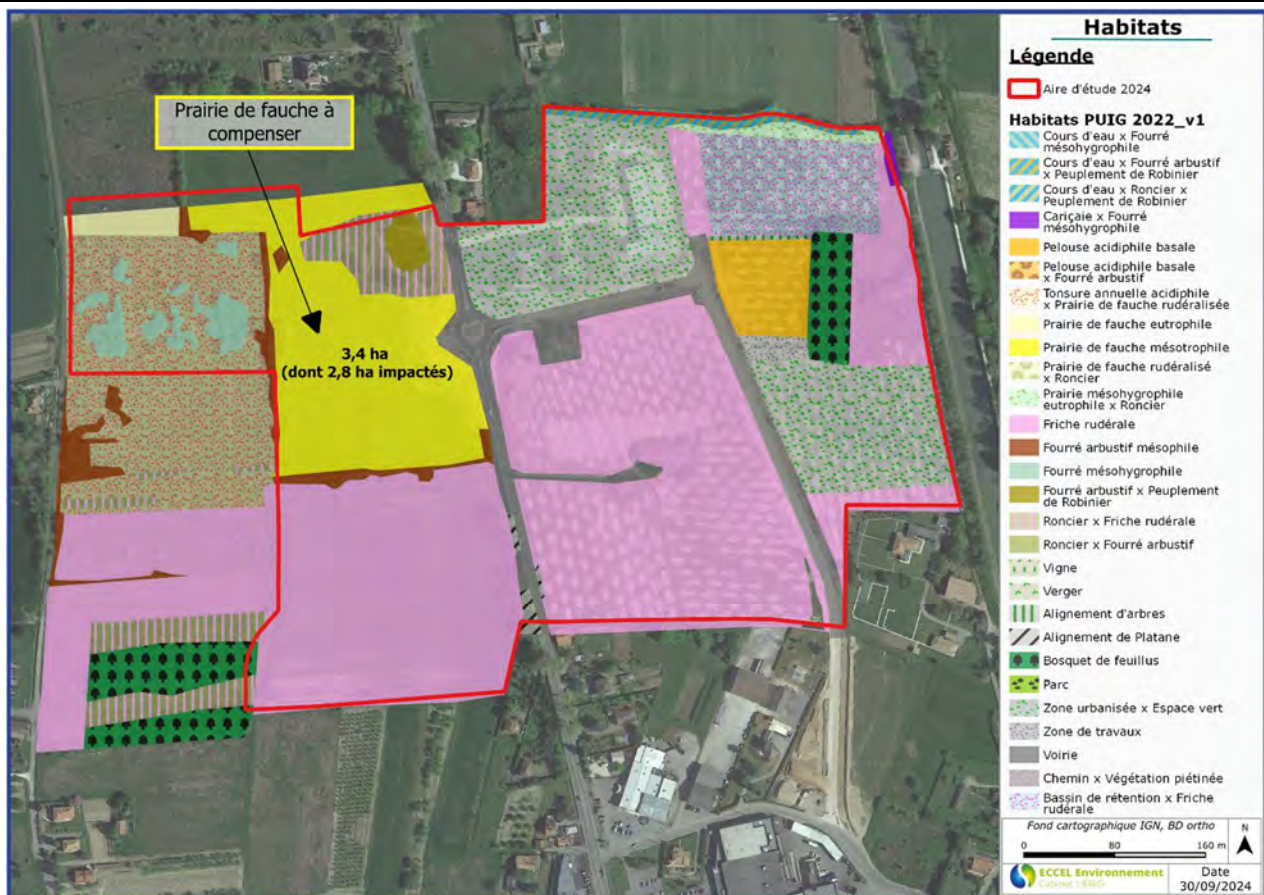 Prairie de fauche à
compenser
3,4 ha
(dont 2,8 ha impactés)
Habitats
Légende
Aire d'étude 2024
Habitats PUIG 2022_v1
Cours d'eau x Fourré
mésohygrophile
Cours d'eau x Fourré arbustif
x Peuplement de Robinier
Cours d'eau x Roncier x
Peuplement de Robinier
Cariçaie x Fourré
mésohygrophile
Pelouse acidiphile basale
Pelouse acidiphile basale
x Fourré arbustif
Tonsure annuelle acidiphile
x Prairie de fauche rudéralisée
Prairie de fauche eutrophile
Prairie de fauche mésotrophile
Prairie de fauche rudéralisé
x Roncier
Prairie mésohygrophile
eutrophile x Roncier
Friche rudérale
Fourré arbustif mésophile
Fourré mésohygrophile
Fourré arbustif x Peuplement
de Robinier
Roncier x Friche rudérale
Roncier x Fourré arbustif
Vigne
Verger
Alignement d'arbres
Alignement de Platane
Bosquet de feuillus
Parc
Zone urbanisée x Espace vert
Zone de travaux
Voirie
Chemin x Végétation piétinée
Bassin de rétention x Friche
rudérale
Fond cartographique IGN, BD ortho
0 80 160 m
N
ECCEL Environnement
Date
30/09/2024